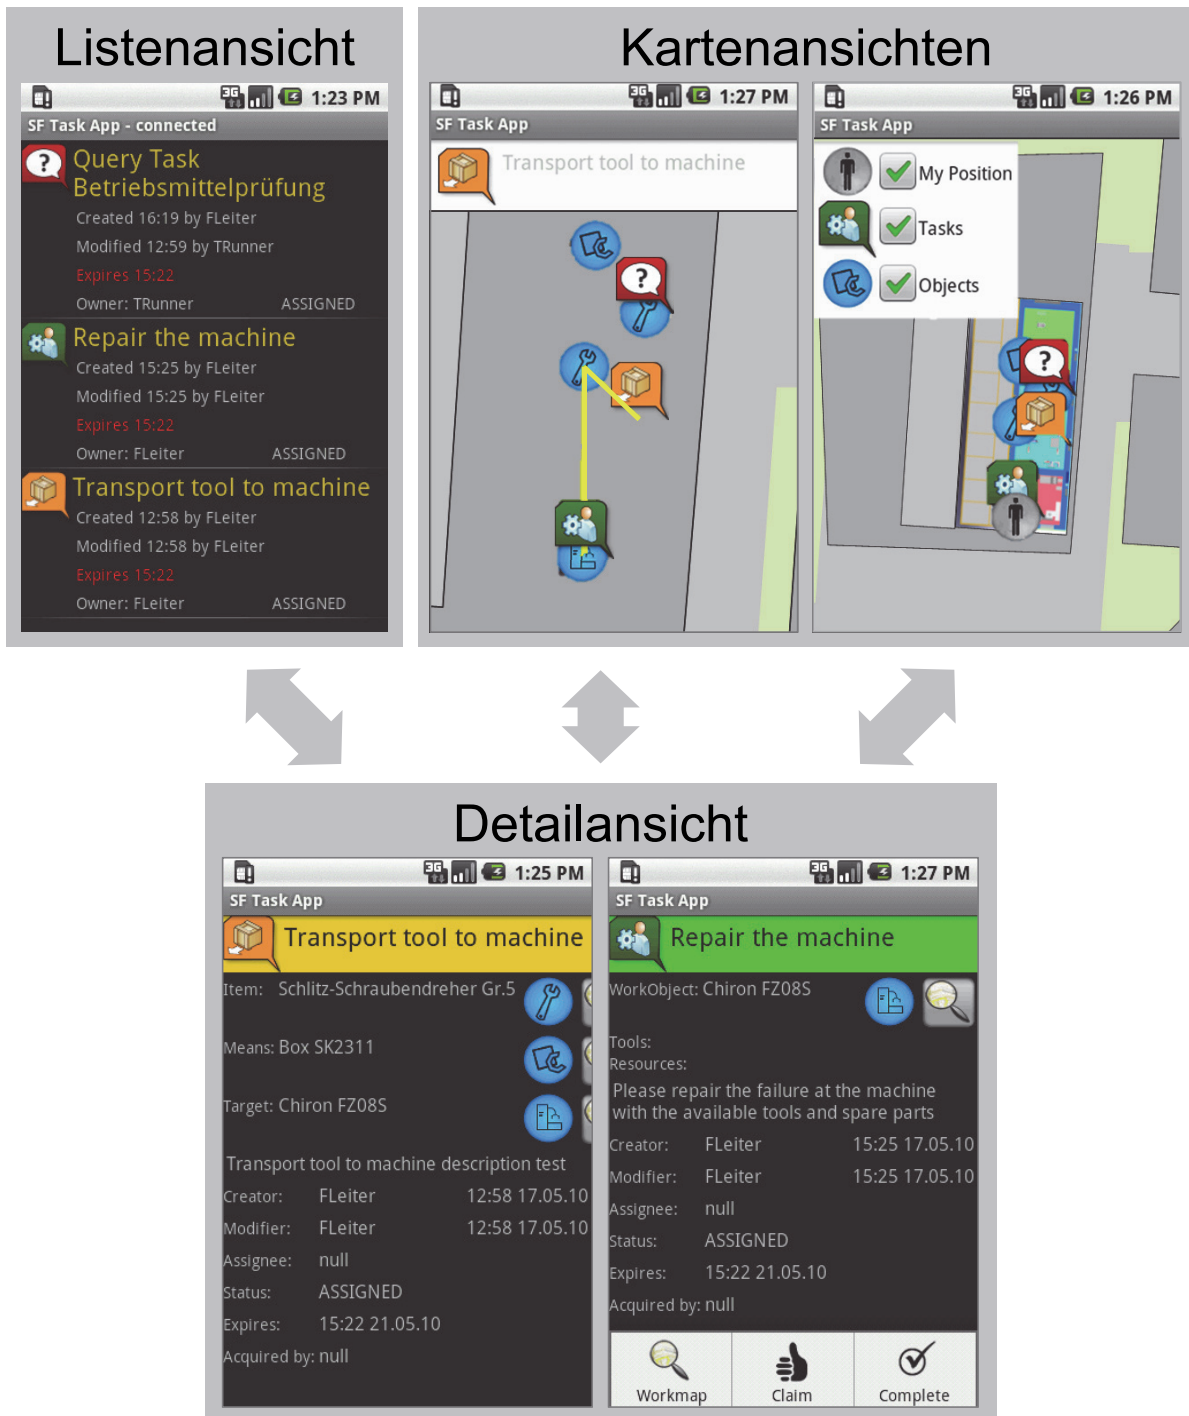 Listenansicht
3G 1:23 PM
SF Task App - connected
?
Query Task
Betriebsmittelprüfung
Created 16:19 by FLeiter
Modified 12:59 by TRunner
Expires 15:22
Owner: TRunner ASSIGNED
Repair the machine
Created 15:25 by FLeiter
Modified 15:25 by FLeiter
Expires 15:22
Owner: FLeiter ASSIGNED
Transport tool to machine
Created 12:58 by FLeiter
Modified 12:58 by FLeiter
Expires 15:22
Owner: FLeiter ASSIGNED
Kartenansichten
3G 1:27 PM
SF Task App
Transport tool to machine
?
3G 1:26 PM
SF Task App
My Position
Tasks
Objects
?
Detailansicht
3G 1:25 PM
SF Task App
Transport tool to machine
Item: Schlitz-Schraubendreher Gr.5
Means: Box SK2311
Target: Chiron FZ08S
Transport tool to machine description test
Creator: FLeiter 12:58 17.05.10
Modifier: FLeiter 12:58 17.05.10
Assignee: null
Status: ASSIGNED
Expires: 15:22 21.05.10
Acquired by: null
3G 1:27 PM
SF Task App
Repair the machine
WorkObject: Chiron FZ08S
Tools:
Resources:
Please repair the failure at the machine
with the available tools and spare parts
Creator: FLeiter 15:25 17.05.10
Modifier: FLeiter 15:25 17.05.10
Assignee: null
Status: ASSIGNED
Expires: 15:22 21.05.10
Acquired by: null
Workmap Claim Complete